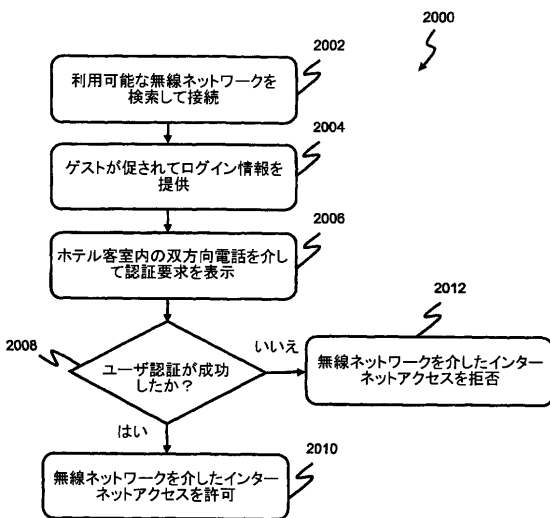 2000
2002
利用可能な無線ネットワークを
検索して接続
2004
ゲストが促されてログイン情報を
提供
2006
ホテル客室内の双方向電話を介し
て認証要求を表示
2008
ユーザ認証が成功
したか？
いいえ
2012
無線ネットワークを介したインター
ネットアクセスを拒否
はい
2010
無線ネットワークを介したインター
ネットアクセスを許可